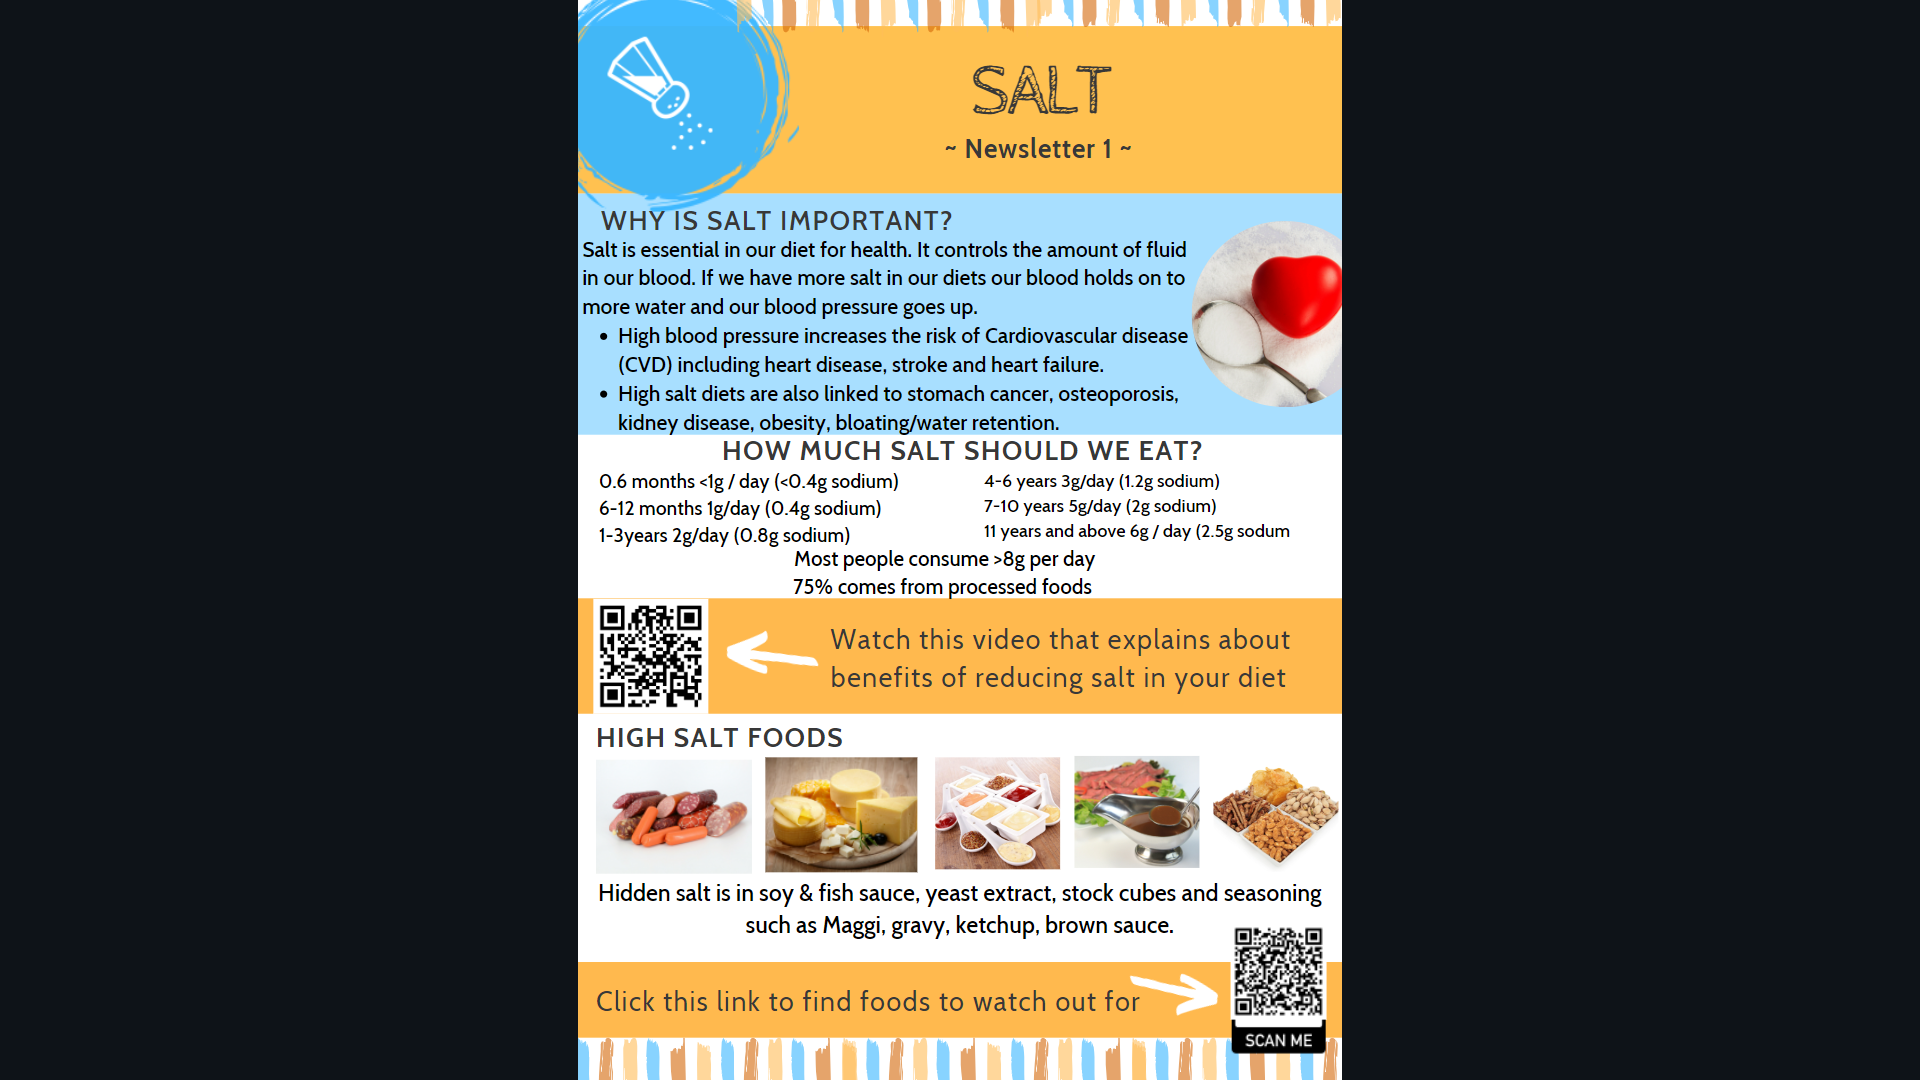 SALT
~ Newsletter 1 ~
WHY IS SALT IMPORTANT?
Salt is essential in our diet for health. It controls the amount of fluid
in our blood. If we have more salt in our diets our blood holds on to
more water and our blood pressure goes up.
• High blood pressure increases the risk of Cardiovascular disease
(CVD) including heart disease, stroke and heart failure.
• High salt diets are also linked to stomach cancer, osteoporosis,
kidney disease, obesity, bloating/water retention.
HOW MUCH SALT SHOULD WE EAT?
0.6 months <1g / day (<0.4g sodium)
6-12 months 1g/day (0.4g sodium)
1-3years 2g/day (0.8g sodium)
4-6 years 3g/day (1.2g sodium)
7-10 years 5g/day (2g sodium)
11 years and above 6g / day (2.5g sodum
Most people consume >8g per day
75% comes from processed foods
Watch this video that explains about
benefits of reducing salt in your diet
HIGH SALT FOODS
Hidden salt is in soy & fish sauce, yeast extract, stock cubes and seasoning
such as Maggi, gravy, ketchup, brown sauce.
Click this link to find foods to watch out for
SCAN ME